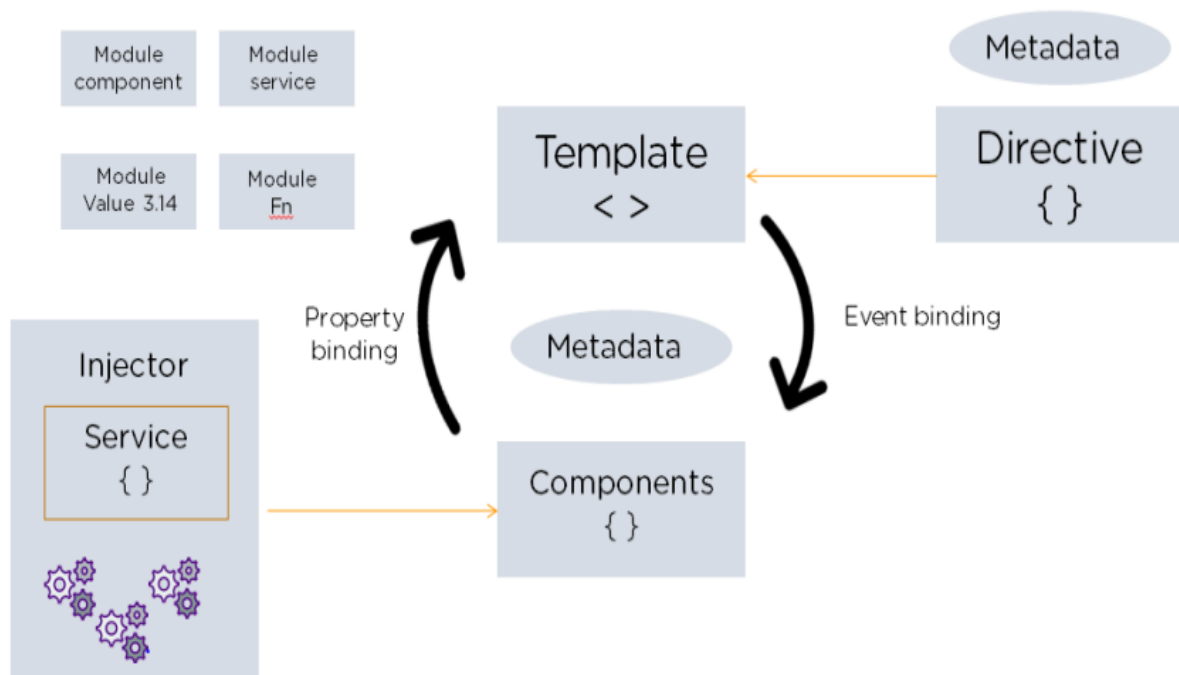 Module
component
Module
service
Module
Value 3.14
Module
Fn
Metadata
Template
< >
Directive
{ }
Property
binding
Metadata
Event binding
Injector
Service
{ }
Components
{ }